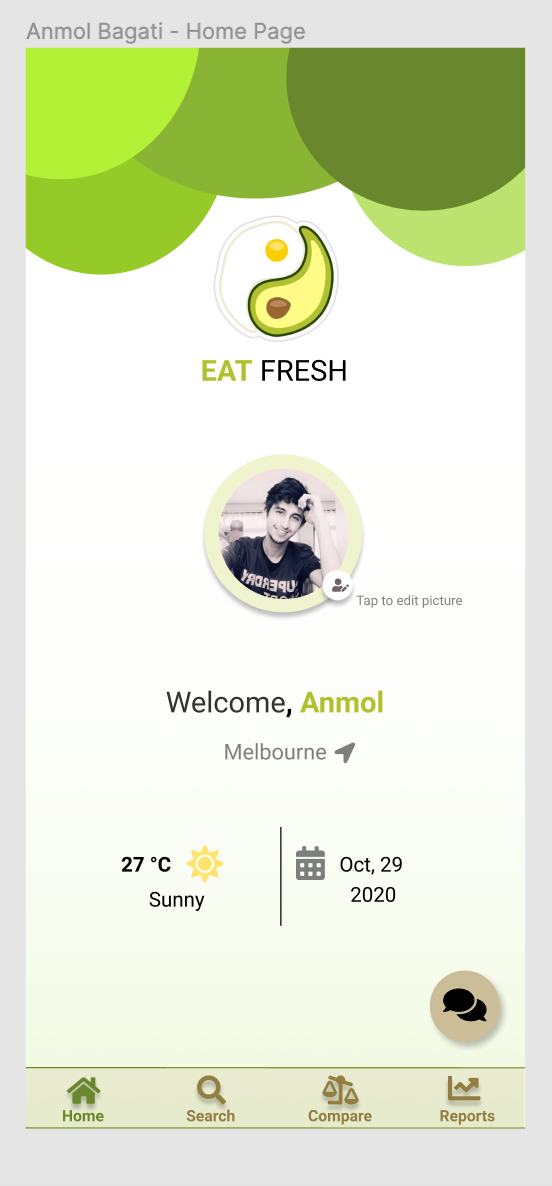 Anmol Bagati - Home Page
EAT FRESH
SUPERDRY
Tap to edit picture
Welcome, Anmol
Melbourne
27 °C
Sunny
Oct, 29
2020
Home
Search
Compare
Reports